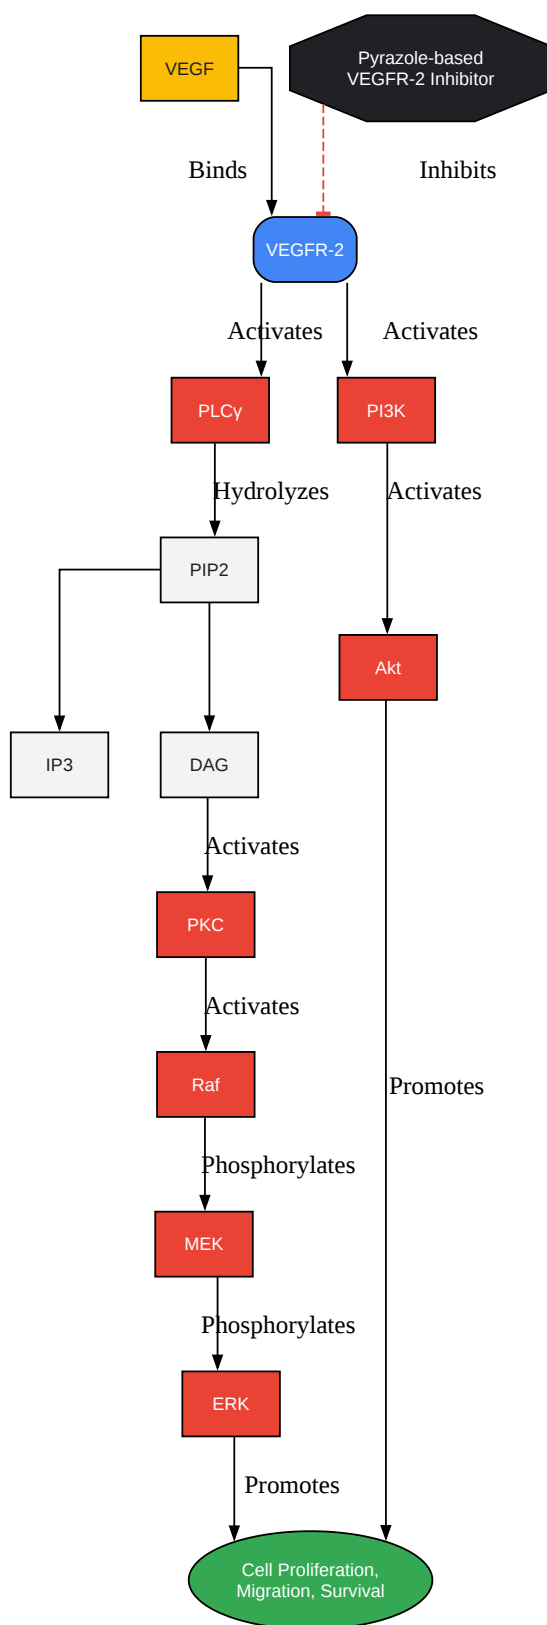 VEGF
Pyrazole-based
VEGFR-2 Inhibitor
Binds
Inhibits
VEGFR-2
Activates
Activates
PLCγ
PI3K
Hydrolyzes
Activates
PIP2
Akt
IP3
DAG
Activates
PKC
Activates
Raf
Promotes
Phosphorylates
MEK
Phosphorylates
ERK
Promotes
Cell Proliferation,
Migration, Survival